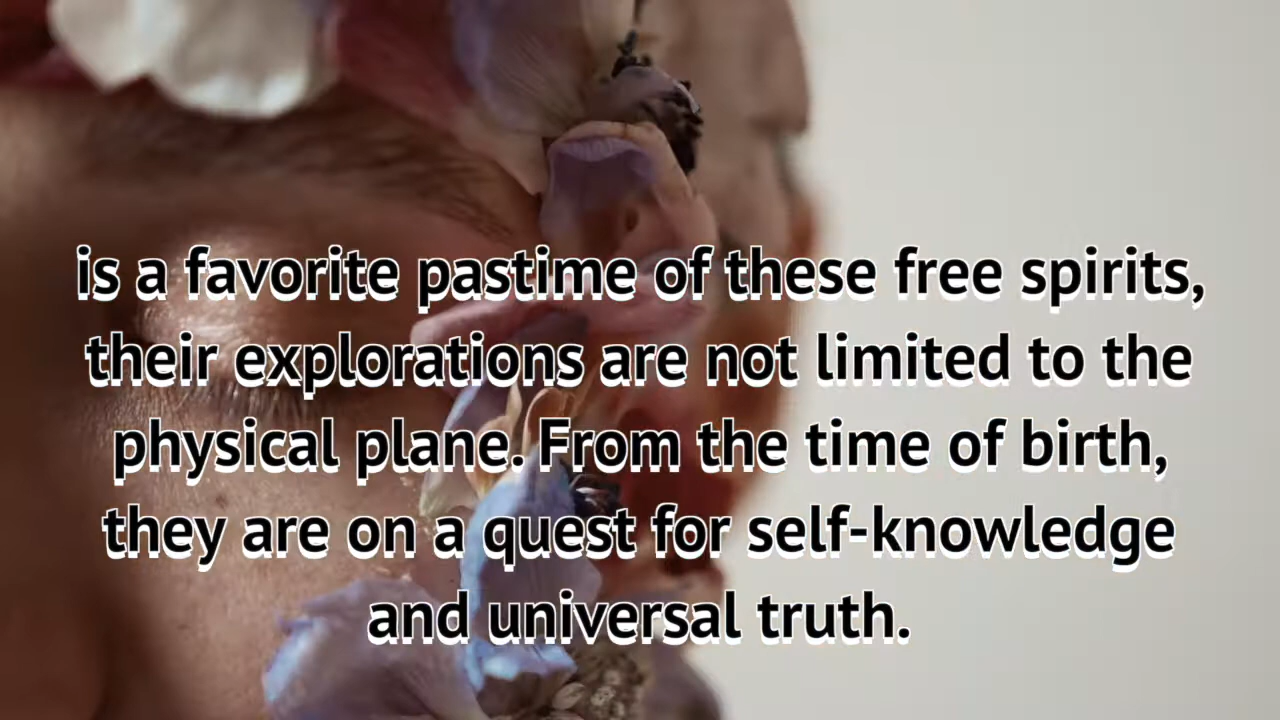 is a favorite pastime of these free spirits,
their explorations are not limited to the
physical plane. From the time of birth,
they are on a quest for self-knowledge
and universal truth.